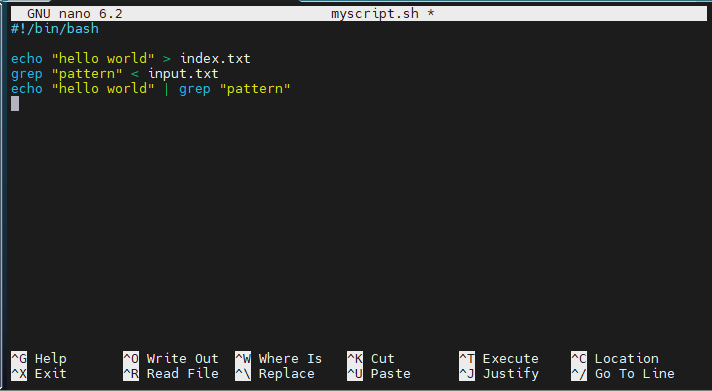 GNU nano 6.2 myscript.sh *
#!/bin/bash
echo "hello world" > index.txt
grep "pattern" < input.txt
echo "hello world" | grep "pattern"
^G Help ^O Write Out ^W Where Is ^K Cut ^T Execute ^C Location
^X Exit ^R Read File ^\ Replace ^U Paste ^J Justify ^/ Go To Line